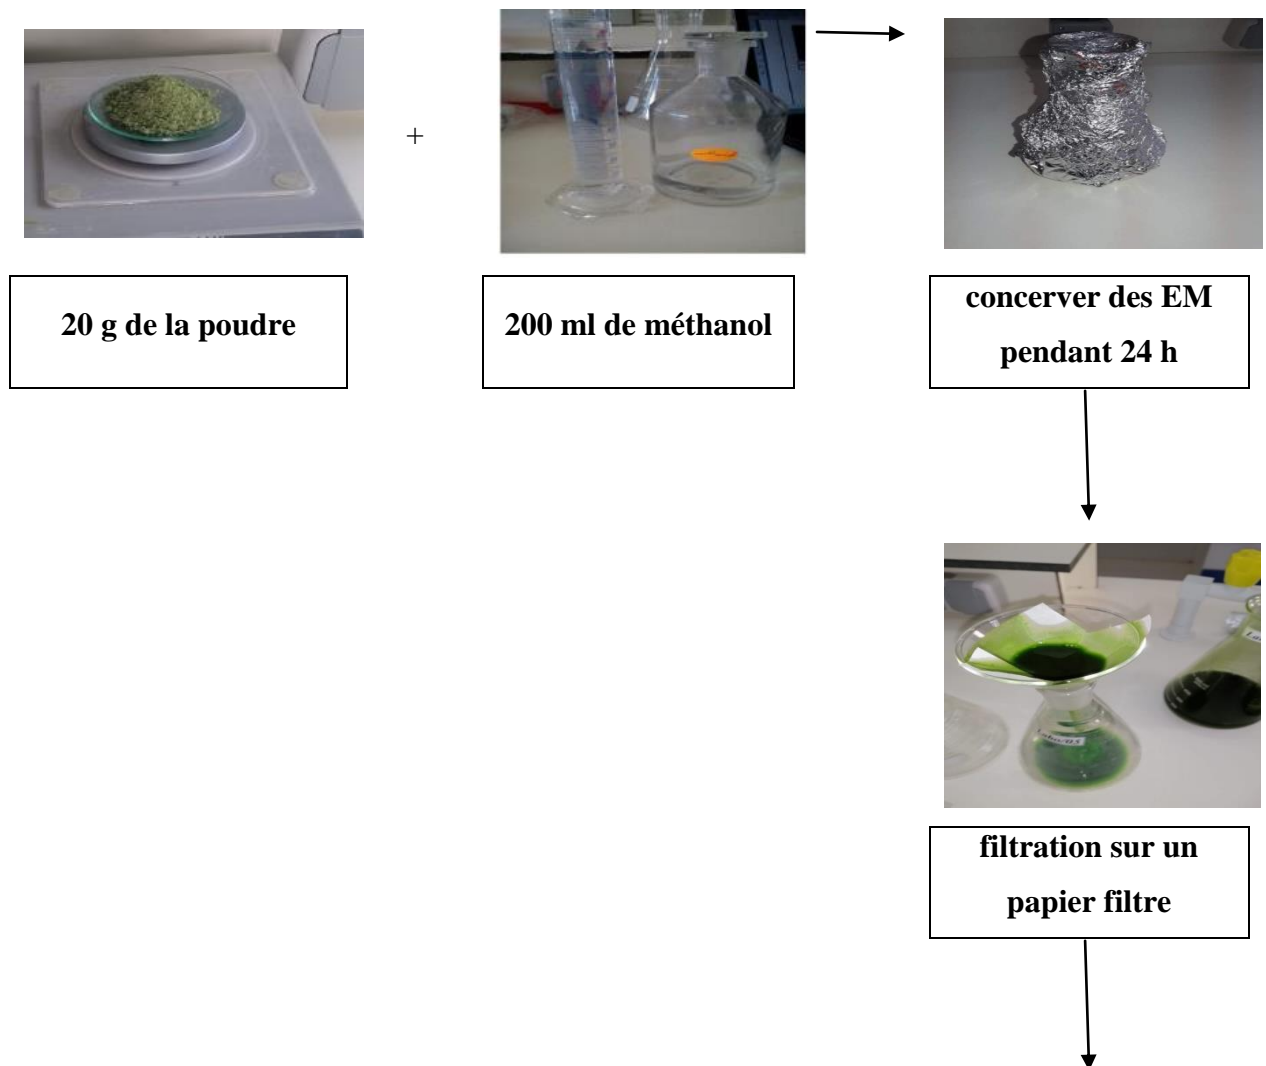 +
20 g de la poudre
200 ml de méthanol
concerver des EM
pendant 24 h
filtration sur un
papier filtre